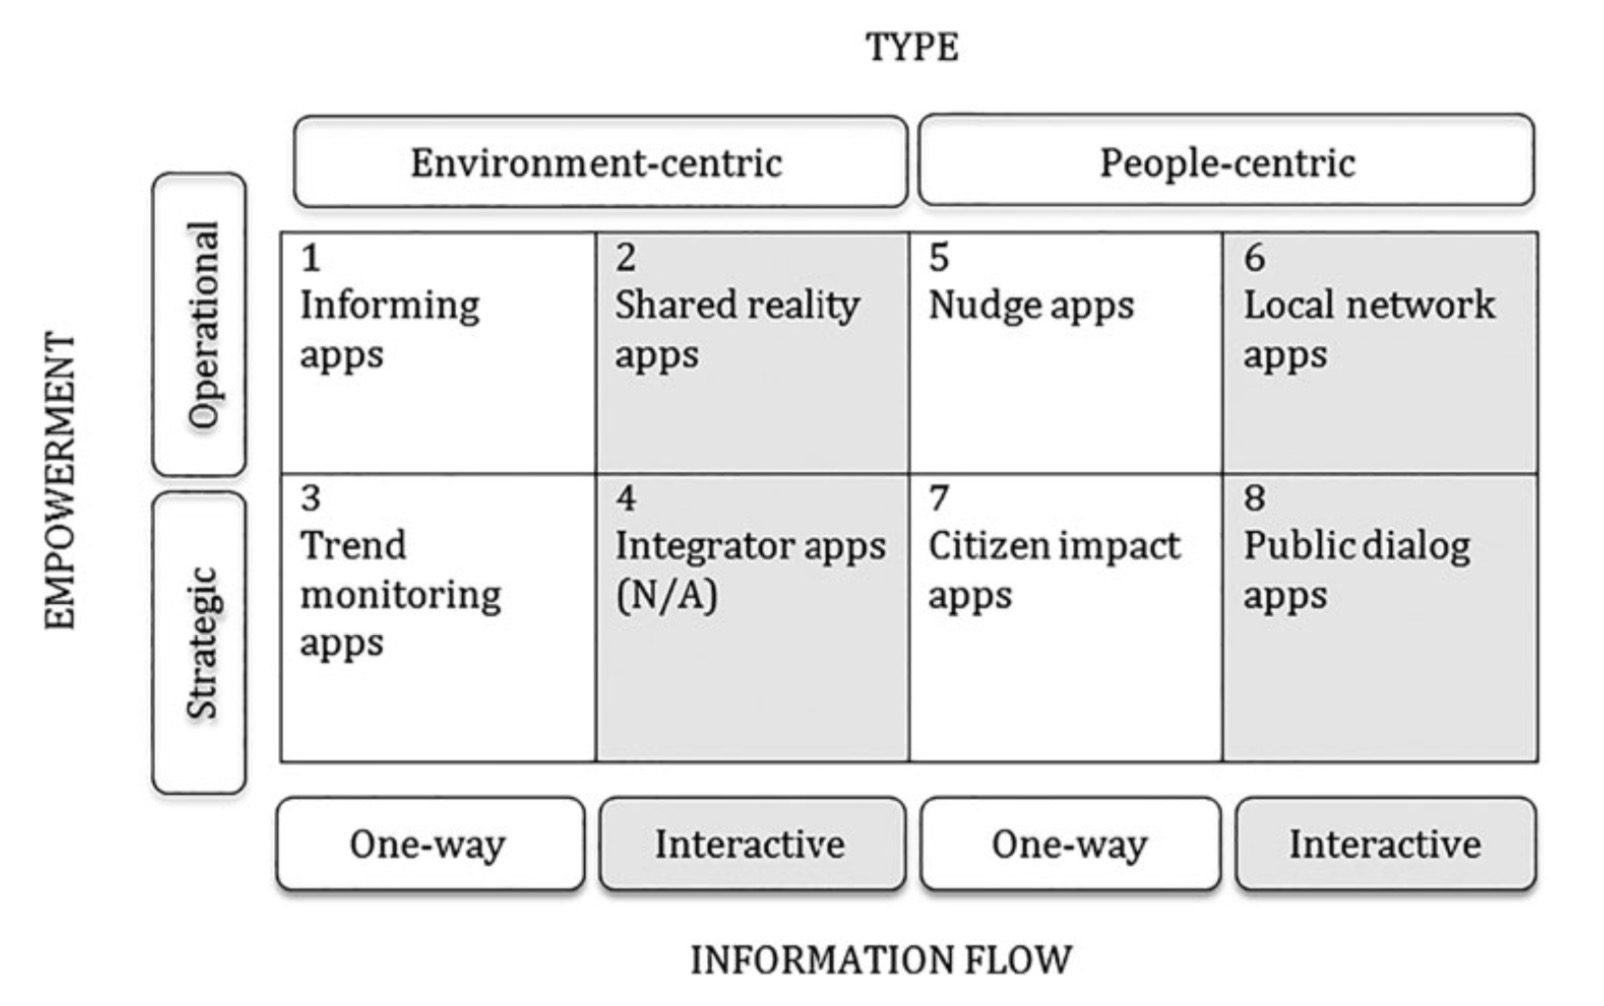 TYPE
Environment-centric
People-centric
EMPOWERMENT
Operational
1
Informing
apps
2
Shared reality
apps
5
Nudge apps
6
Local network
apps
Strategic
3
Trend
monitoring
apps
4
Integrator apps
(N/A)
7
Citizen impact
apps
8
Public dialog
apps
One-way
Interactive
One-way
Interactive
INFORMATION FLOW